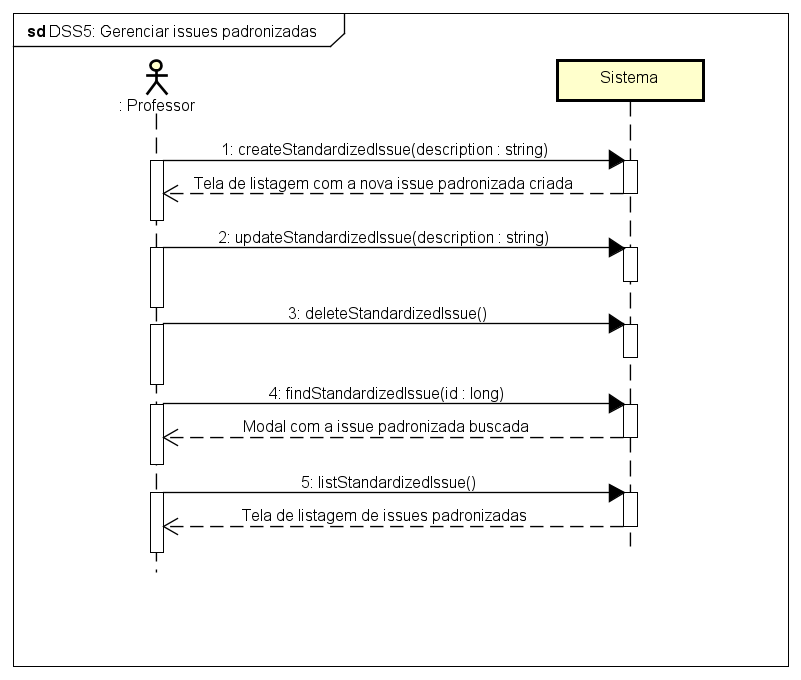 sd DSS5: Gerenciar issues padronizadas
: Professor
Sistema
1: createStandardizedIssue(description : string)
Tela de listagem com a nova issue padronizada criada
2: updateStandardizedIssue(description : string)
3: deleteStandardizedIssue()
4: findStandardizedIssue(id : long)
Modal com a issue padronizada buscada
5: listStandardizedIssue()
Tela de listagem de issues padronizadas